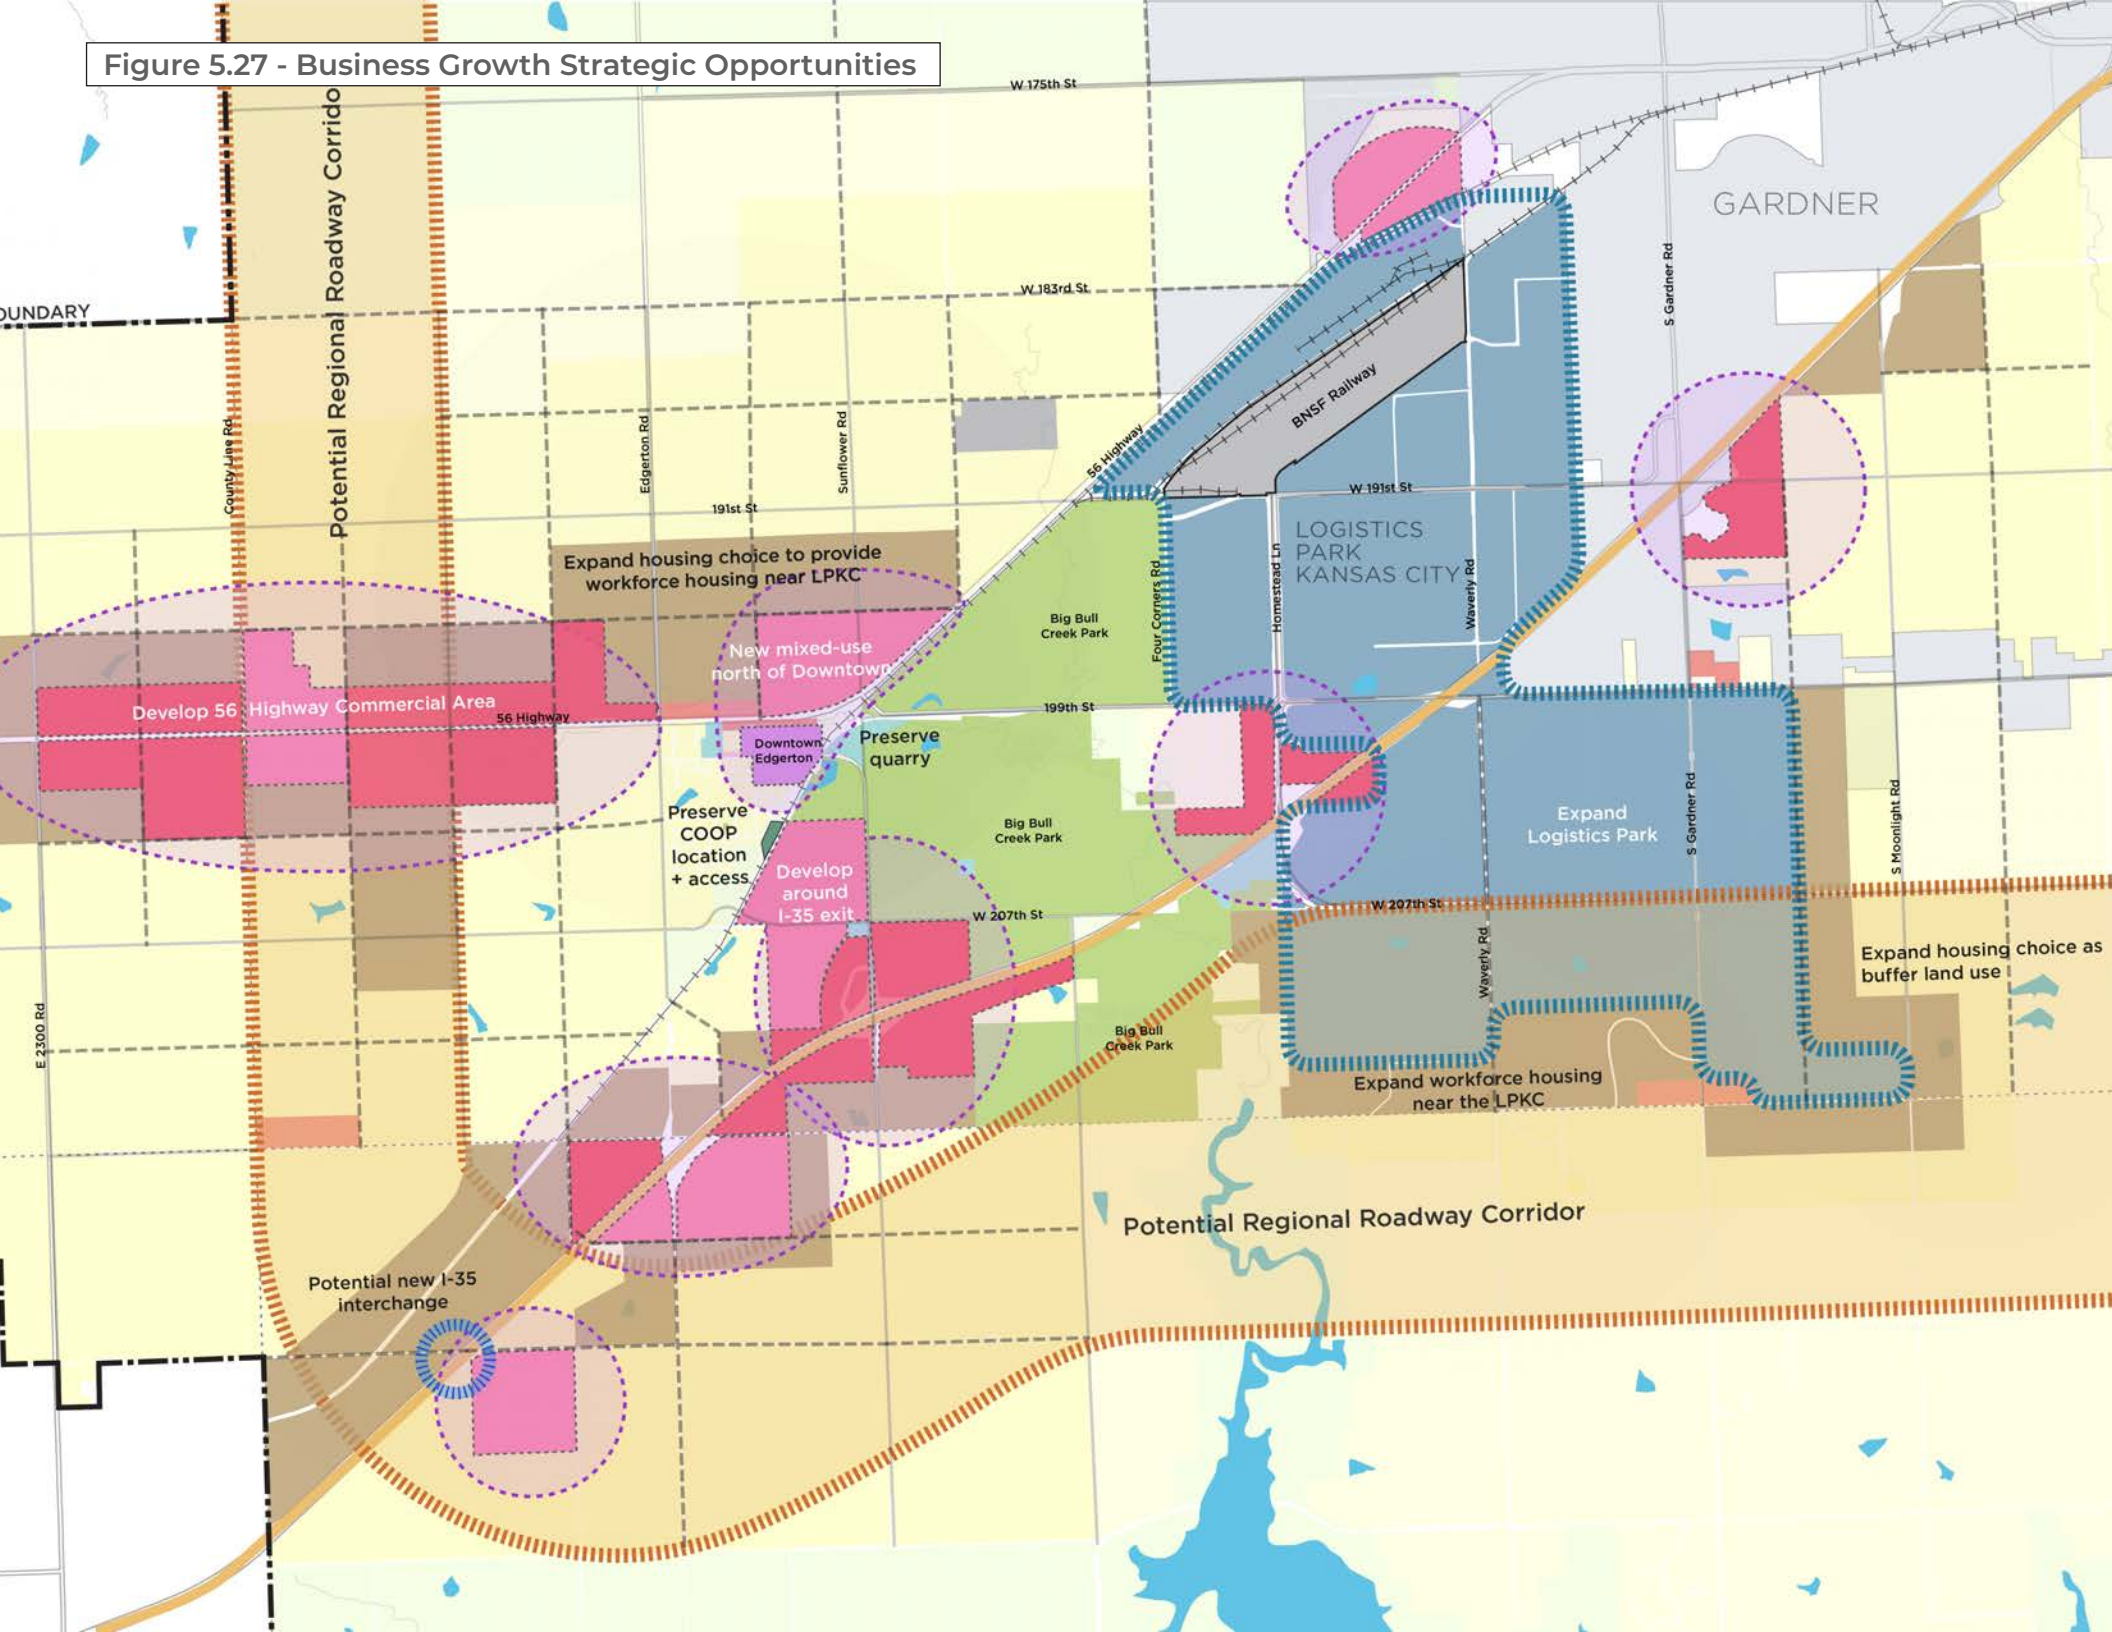 Figure 5.27 - Business Growth Strategic Opportunities
W 175th St
Potential Regional Roadway Corrido
GARDNER
S Gardner Rd
OUNDARY
W 183rd St
BNSF Railway
56 Highway
County Line Rd
Edgerton Rd
Sunflower Rd
191st St
W 191st St
LOGISTICS
PARK
KANSAS CITY
Expand housing choice to provide
workforce housing near LPKC
Four Corners Rd
Homestead Ln
Waverly Rd
Big Bull
Creek Park
New mixed-use
north of Downtown
Develop 56 Highway Commercial Area
56 Highway
199th St
Downtown
Edgerton
Preserve
quarry
Preserve
COOP
location
+ access
Big Bull
Creek Park
Expand
Logistics Park
S Gardner Rd
S Moonlight Rd
Develop
around
I-35 exit
W 207th St
W 207th St
Waverly Rd
Expand housing choice as
buffer land use
E 2300 Rd
Big Bull
Creek Park
Expand workforce housing
near the LPKC
Potential Regional Roadway Corridor
Potential new I-35
interchange